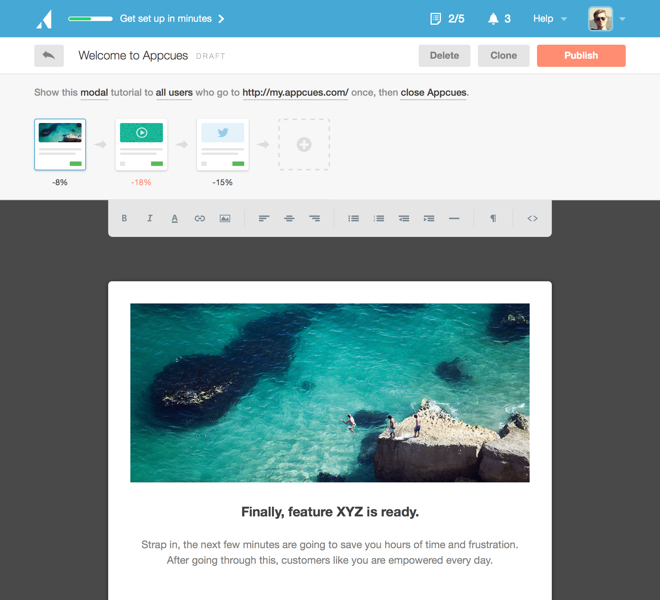 Get set up in minutes
2/5
3
Help
Welcome to Appcues DRAFT
Delete
Clone
Publish
Show this modal tutorial to all users who go to http://my.appcues.com/ once, then close Appcues.
-8%
-18%
-15%
B I A
Finally, feature XYZ is ready.
Strap in, the next few minutes are going to save you hours of time and frustration.
After going through this, customers like you are empowered every day.